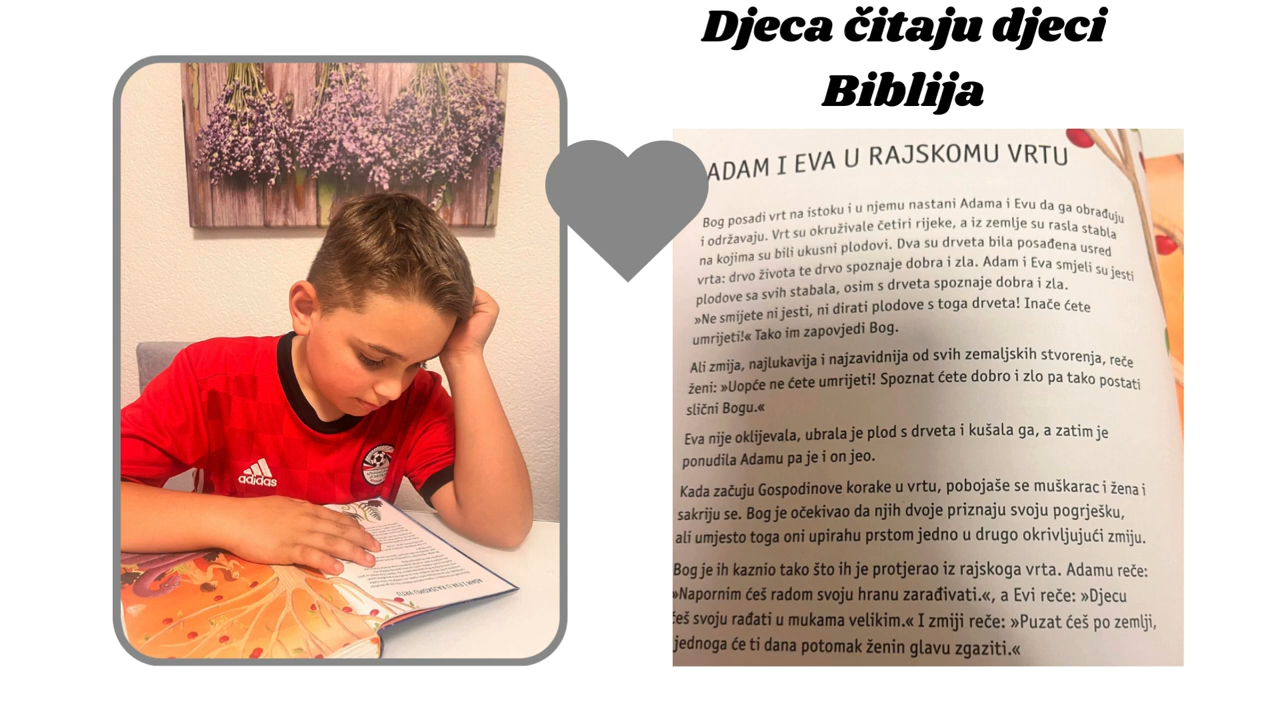 Djeca čitaju djeci
Biblija
ADAM I EVA U RAJSKOMU VRTU
Bog posadi vrt na istoku i u njemu nastani Adama i Evu da ga obrađuju
i održavaju. Vrt su okruživale četiri rijeke, a iz zemlje su rasla stabla
na kojima su bili ukusni plodovi. Dva su drveta bila posađena usred
vrta: drvo života te drvo spoznaje dobra i zla. Adam i Eva smjeli su jesti
plodove sa svih stabala, osim s drveta spoznaje dobra i zla.
»Ne smijete ni jesti, ni dirati plodove s toga drveta! Inače ćete
umrijeti!« Tako im zapovjedi Bog.
Ali zmija, najlukavija i najzavidnija od svih zemaljskih stvorenja, reče
ženi: »Uopće ne ćete umrijeti! Spoznat ćete dobro i zlo pa tako postati
slični Bogu.«
Eva nije oklijevala, ubrala je plod s drveta i kušala ga, a zatim je
ponudila Adamu pa je i on jeo.
Kada začuju Gospodinove korake u vrtu, pobojaše se muškarac i žena i
sakriju se. Bog je očekivao da njih dvoje priznaju svoju pogrješku,
ali umjesto toga oni upirahu prstom jedno u drugo okrivljujući zmiju.
Bog je ih kaznio tako što ih je protjerao iz rajskoga vrta. Adamu reče:
»Napornim ćeš radom svoju hranu zarađivati.«, a Evi reče: »Djecu
ćeš svoju rađati u mukama velikim.« I zmiji reče: »Puzat ćeš po zemlji,
jednoga će ti dana potomak ženin glavu zgaziti.«
adidas
ADAM I EVA U RAJSKOMU VRTU